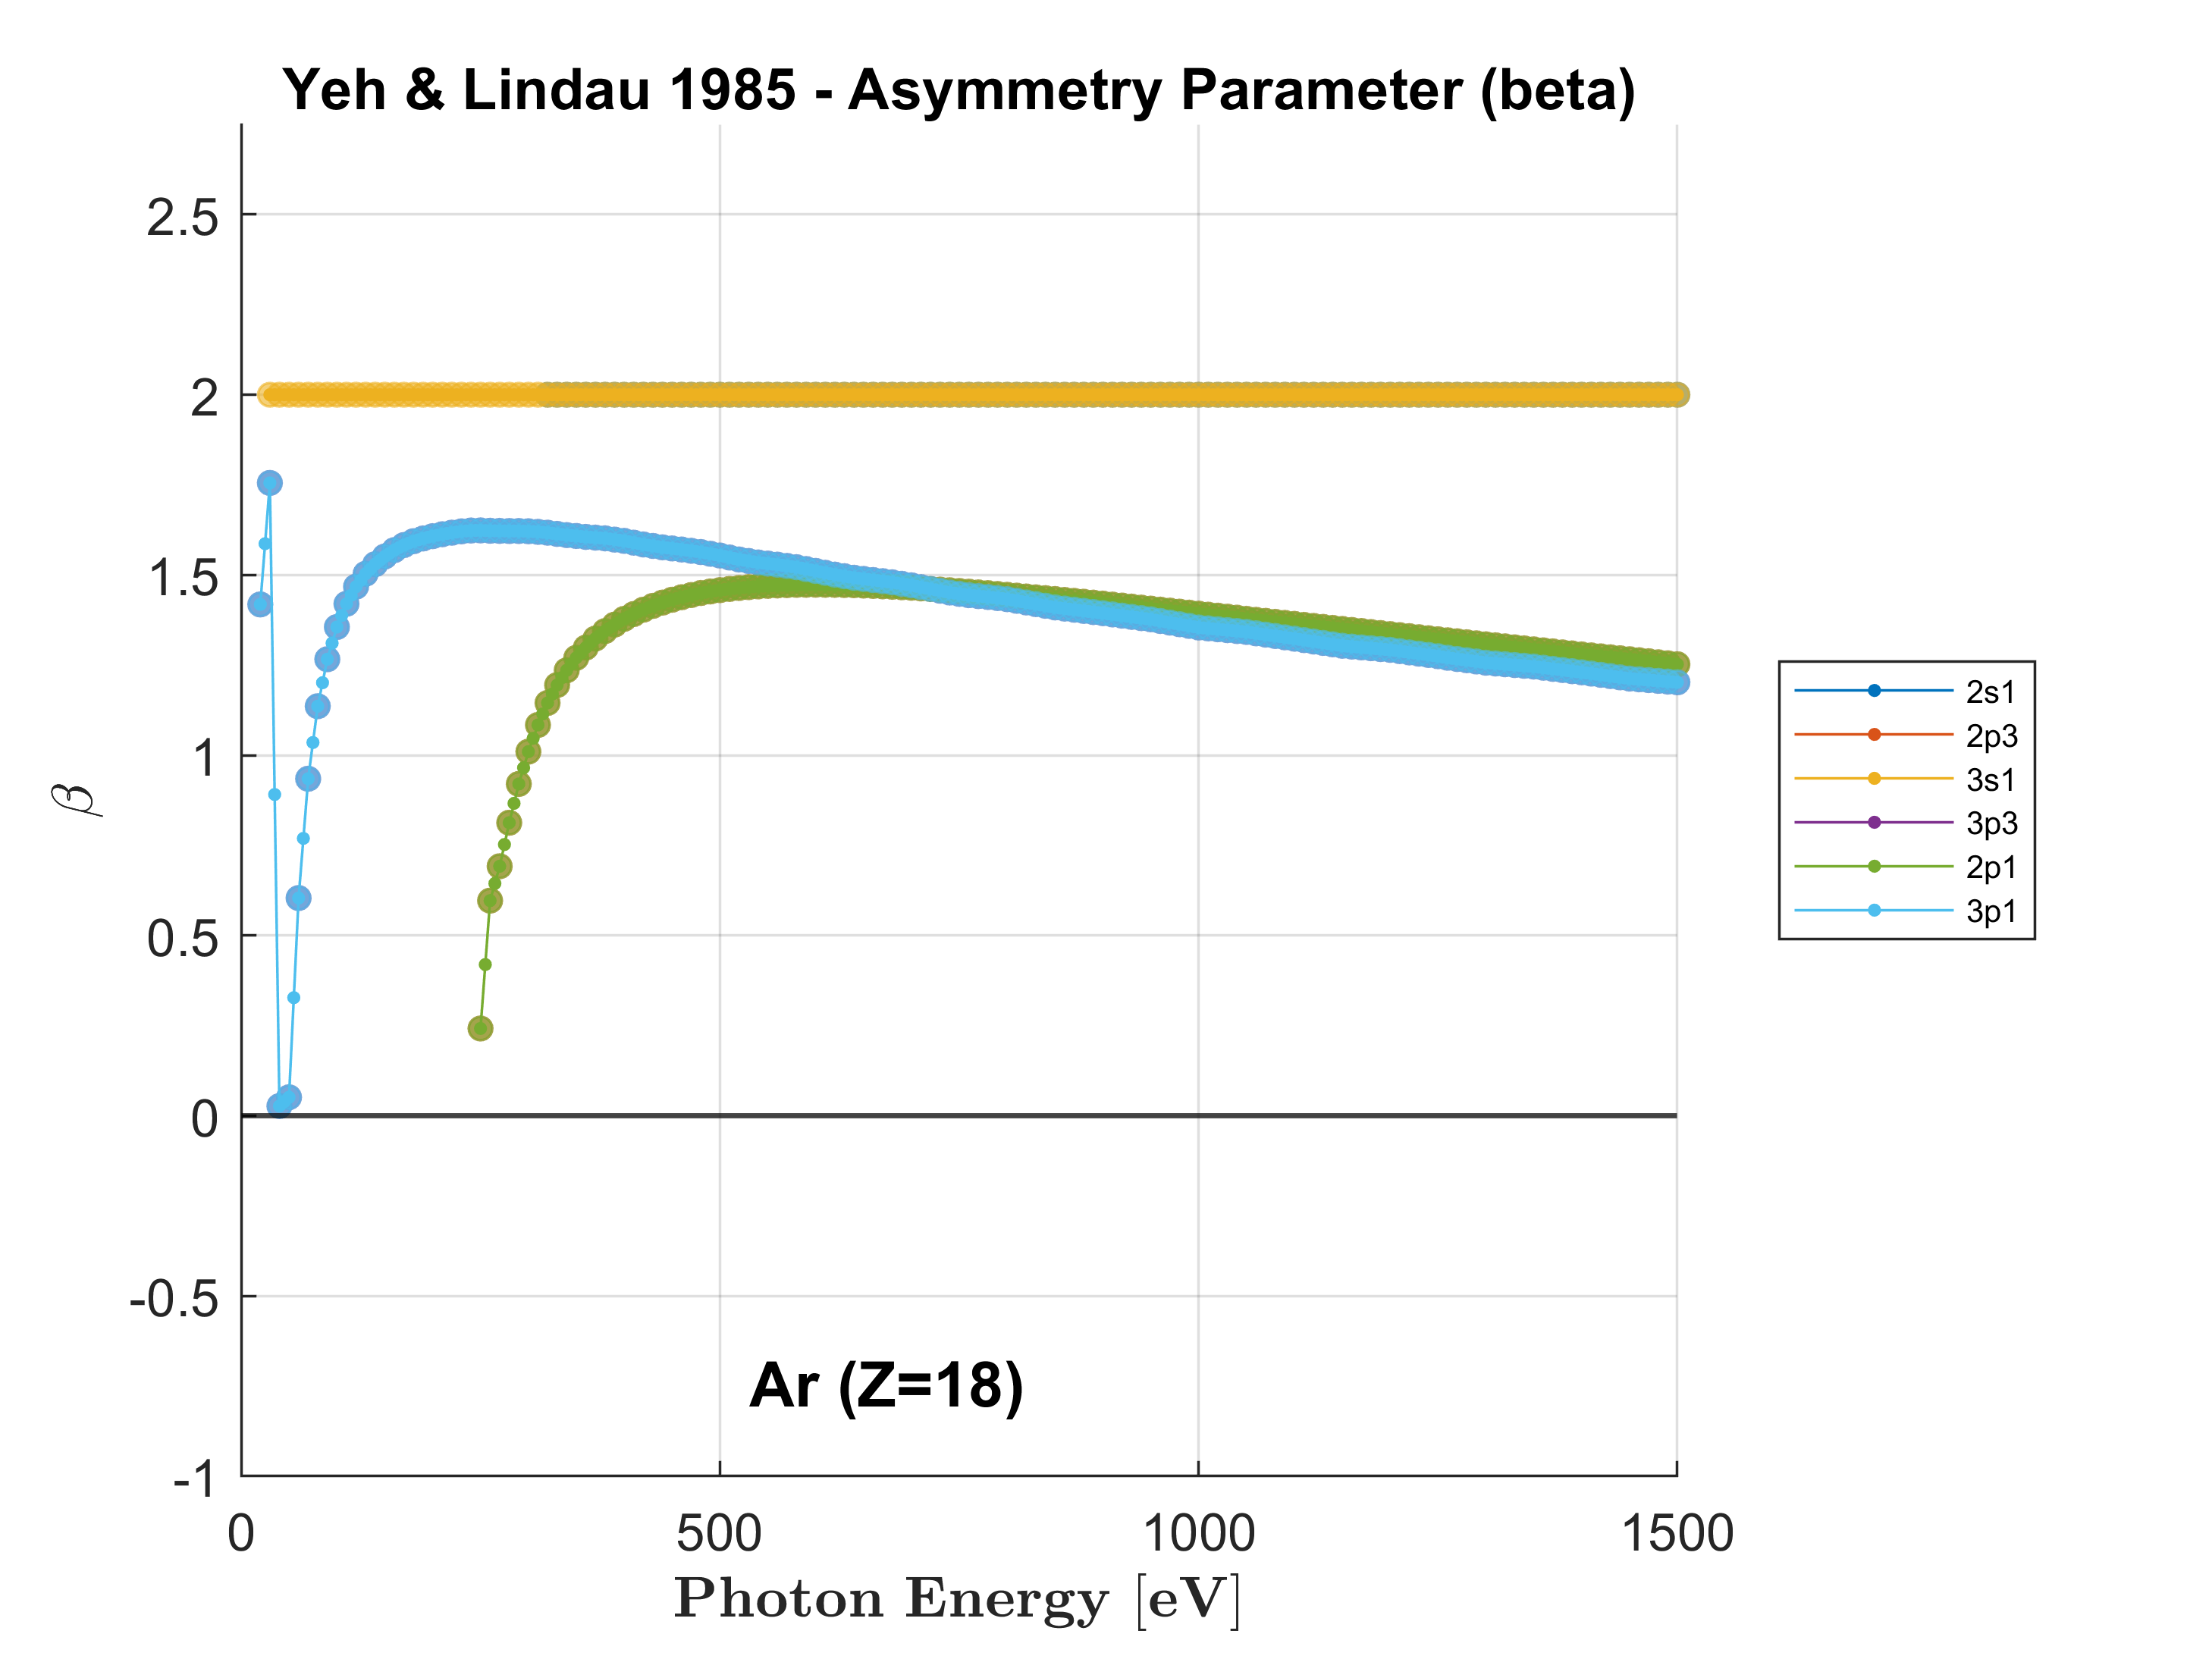 Yeh & Lindau 1985 - Asymmetry Parameter (beta)
2.5
2
1.5
1
0.5
0
-0.5
-1
β
0 500 1000 1500
Photon Energy [eV]
Ar (Z=18)
2s1
2p3
3s1
3p3
2p1
3p1